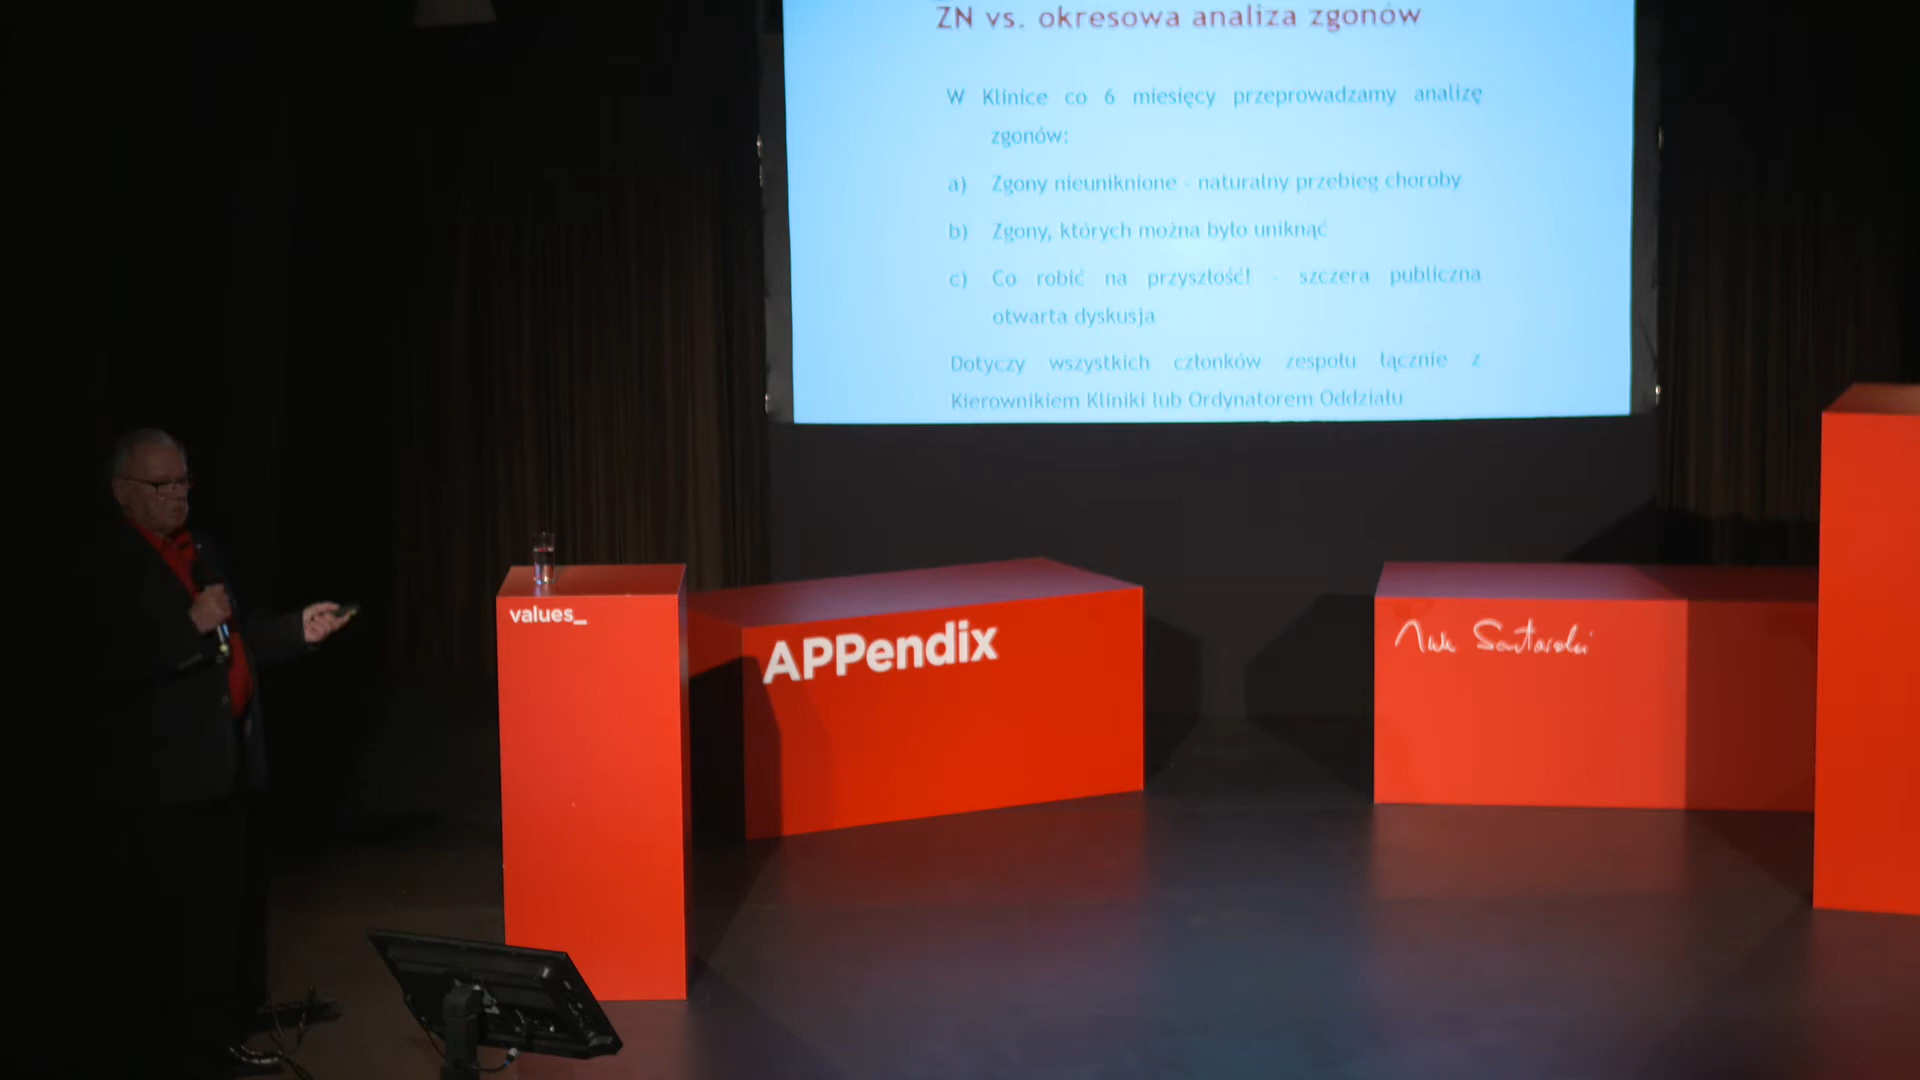 ZN vs. okresowa analiza zgonów
W Klinice co 6 miesięcy przeprowadzamy analizę
zgonów:
a) Zgony nieuniknione - naturalny przebieg choroby
b) Zgony, których można było uniknąć
c) Co robić na przyszłość! - szczera publiczna
otwarta dyskusja
Dotyczy wszystkich członków zespołu łącznie z
Kierownikiem Kliniki lub Ordynatorem Oddziału
values_
APPendix
Santorski